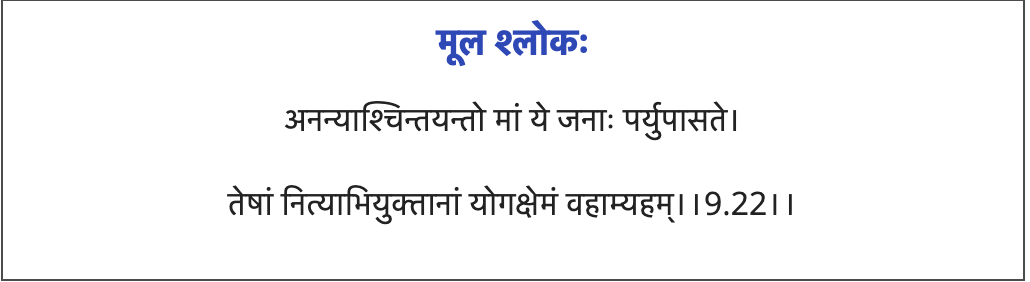 मूल श्लोकः
अनन्याश्चिन्तयन्तो मां ये जनाः पर्युपासते।
तेषां नित्याभियुक्तानां योगक्षेमं वहाम्यहम्।।9.22।।